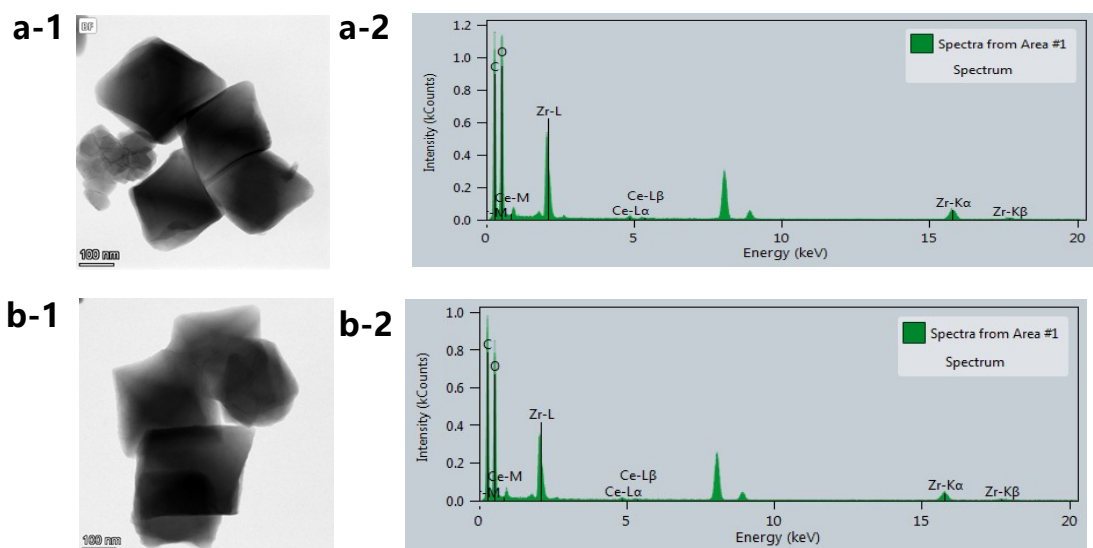 a-1
BF
100 nm
a-2
1.2
1.0
0.8
0.6
0.4
0.2
0.0
Intensity (kCounts)
C
O
Zr-L
Ce-M
r-M
Ce-Lβ
Ce-Lα
Zr-Kα
Zr-Kβ
Spectra from Area #1
Spectrum
0 5 10 15 20
Energy (keV)
b-1
100 nm
b-2
1.0
0.8
0.6
0.4
0.2
0.0
Intensity (kCounts)
C
O
Zr-L
Ce-M
r-M
Ce-Lβ
Ce-Lα
Zr-Kα
Zr-Kβ
Spectra from Area #1
Spectrum
0 5 10 15 20
Energy (keV)